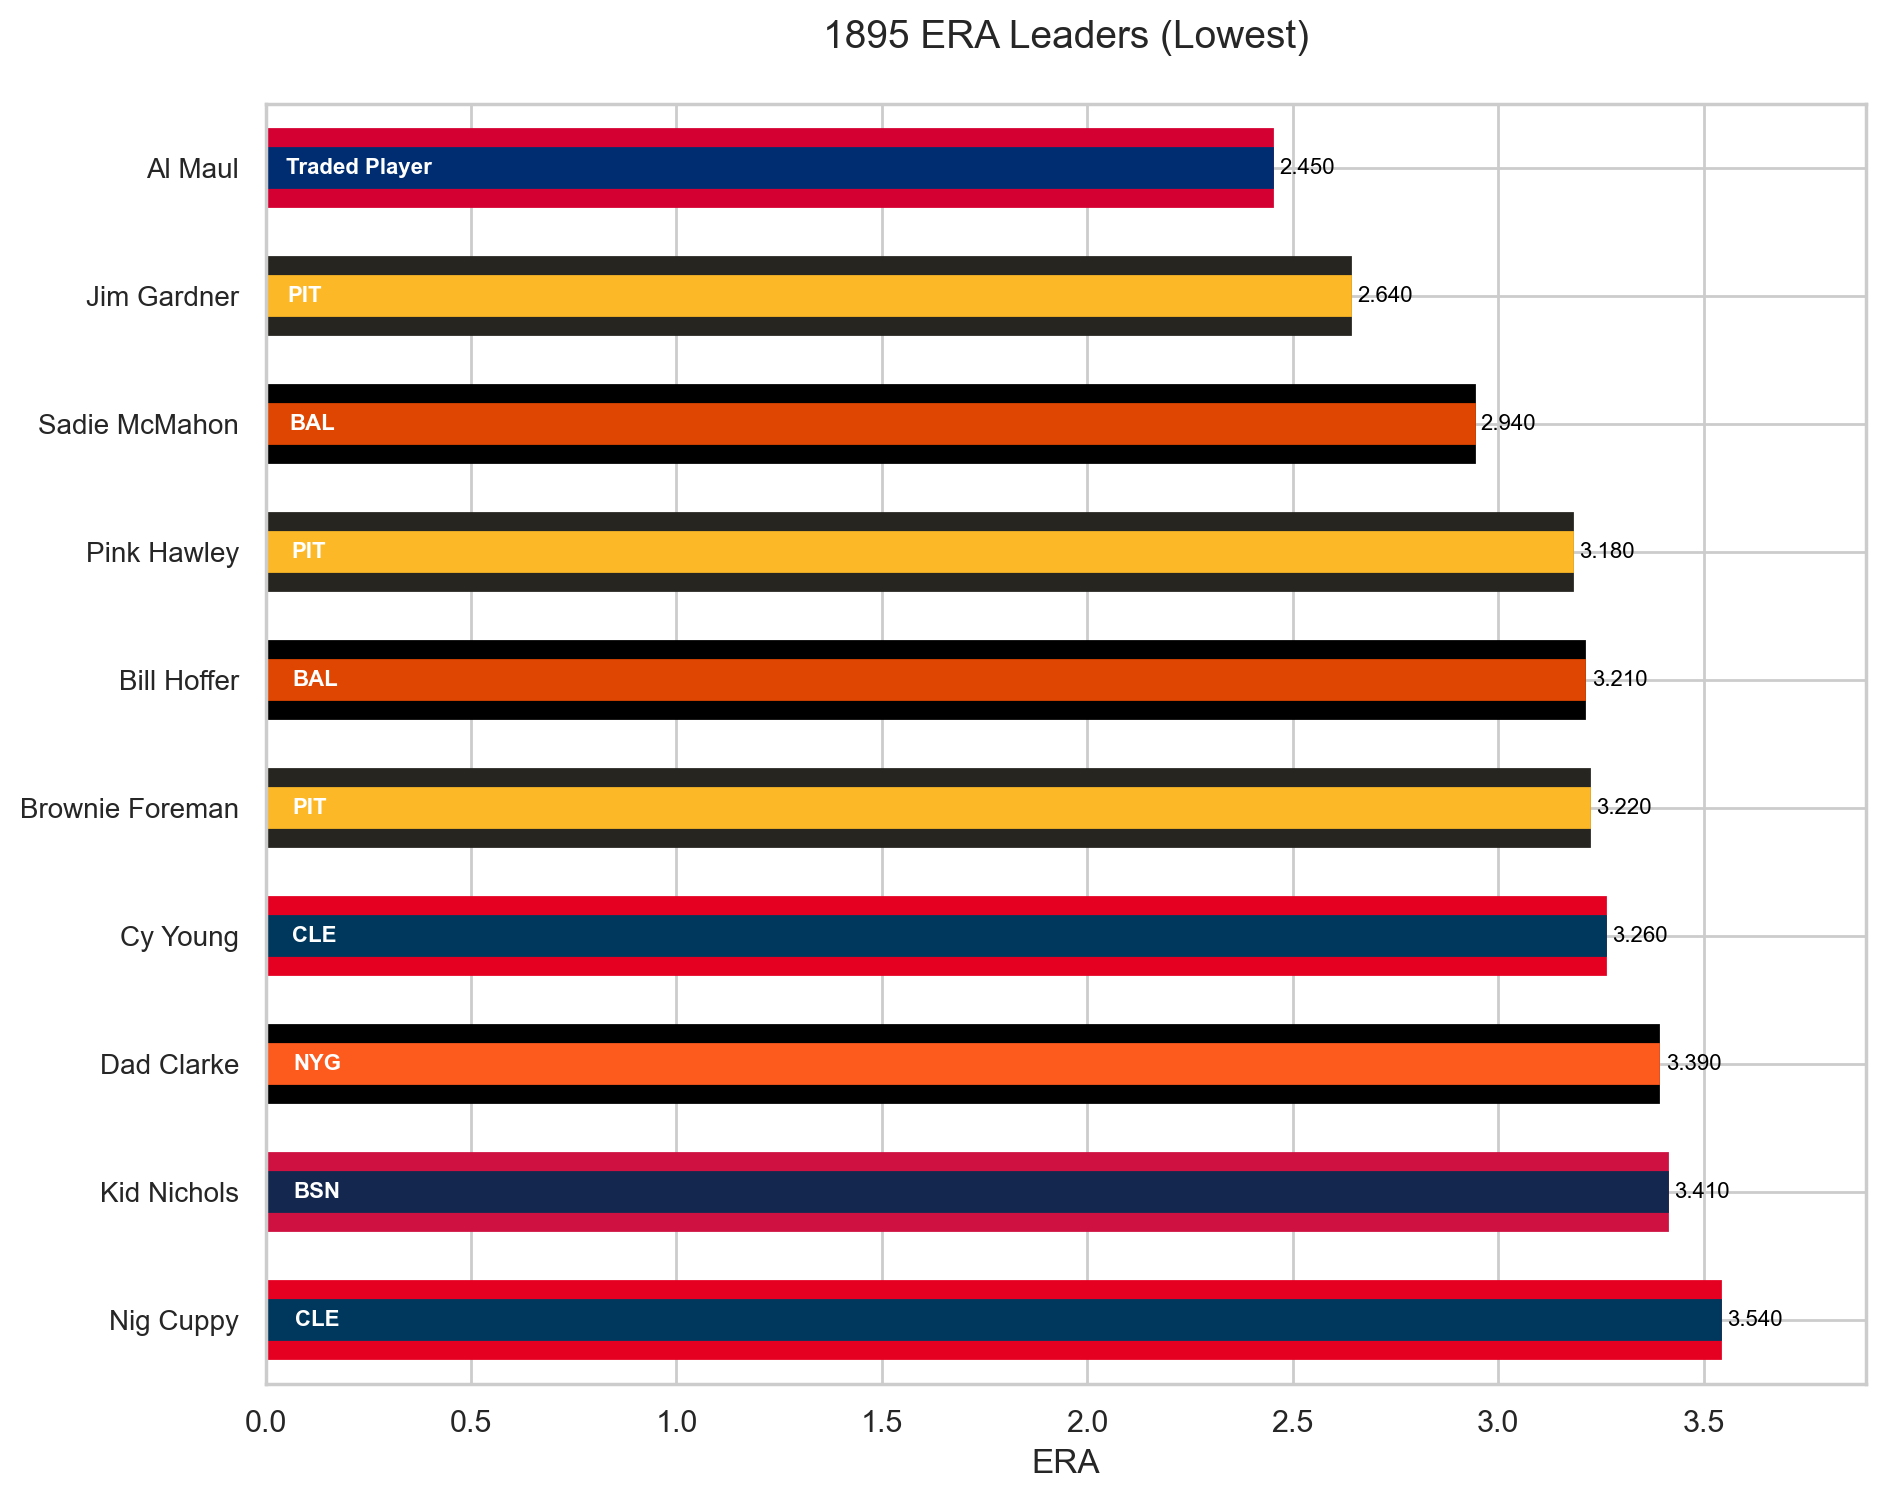 1895 ERA Leaders (Lowest)
Al Maul Traded Player 2.450
Jim Gardner PIT 2.640
Sadie McMahon BAL 2.940
Pink Hawley PIT 3.180
Bill Hoffer BAL 3.210
Brownie Foreman PIT 3.220
Cy Young CLE 3.260
Dad Clarke NYG 3.390
Kid Nichols BSN 3.410
Nig Cuppy CLE 3.540
0.0 0.5 1.0 1.5 2.0 2.5 3.0 3.5
ERA